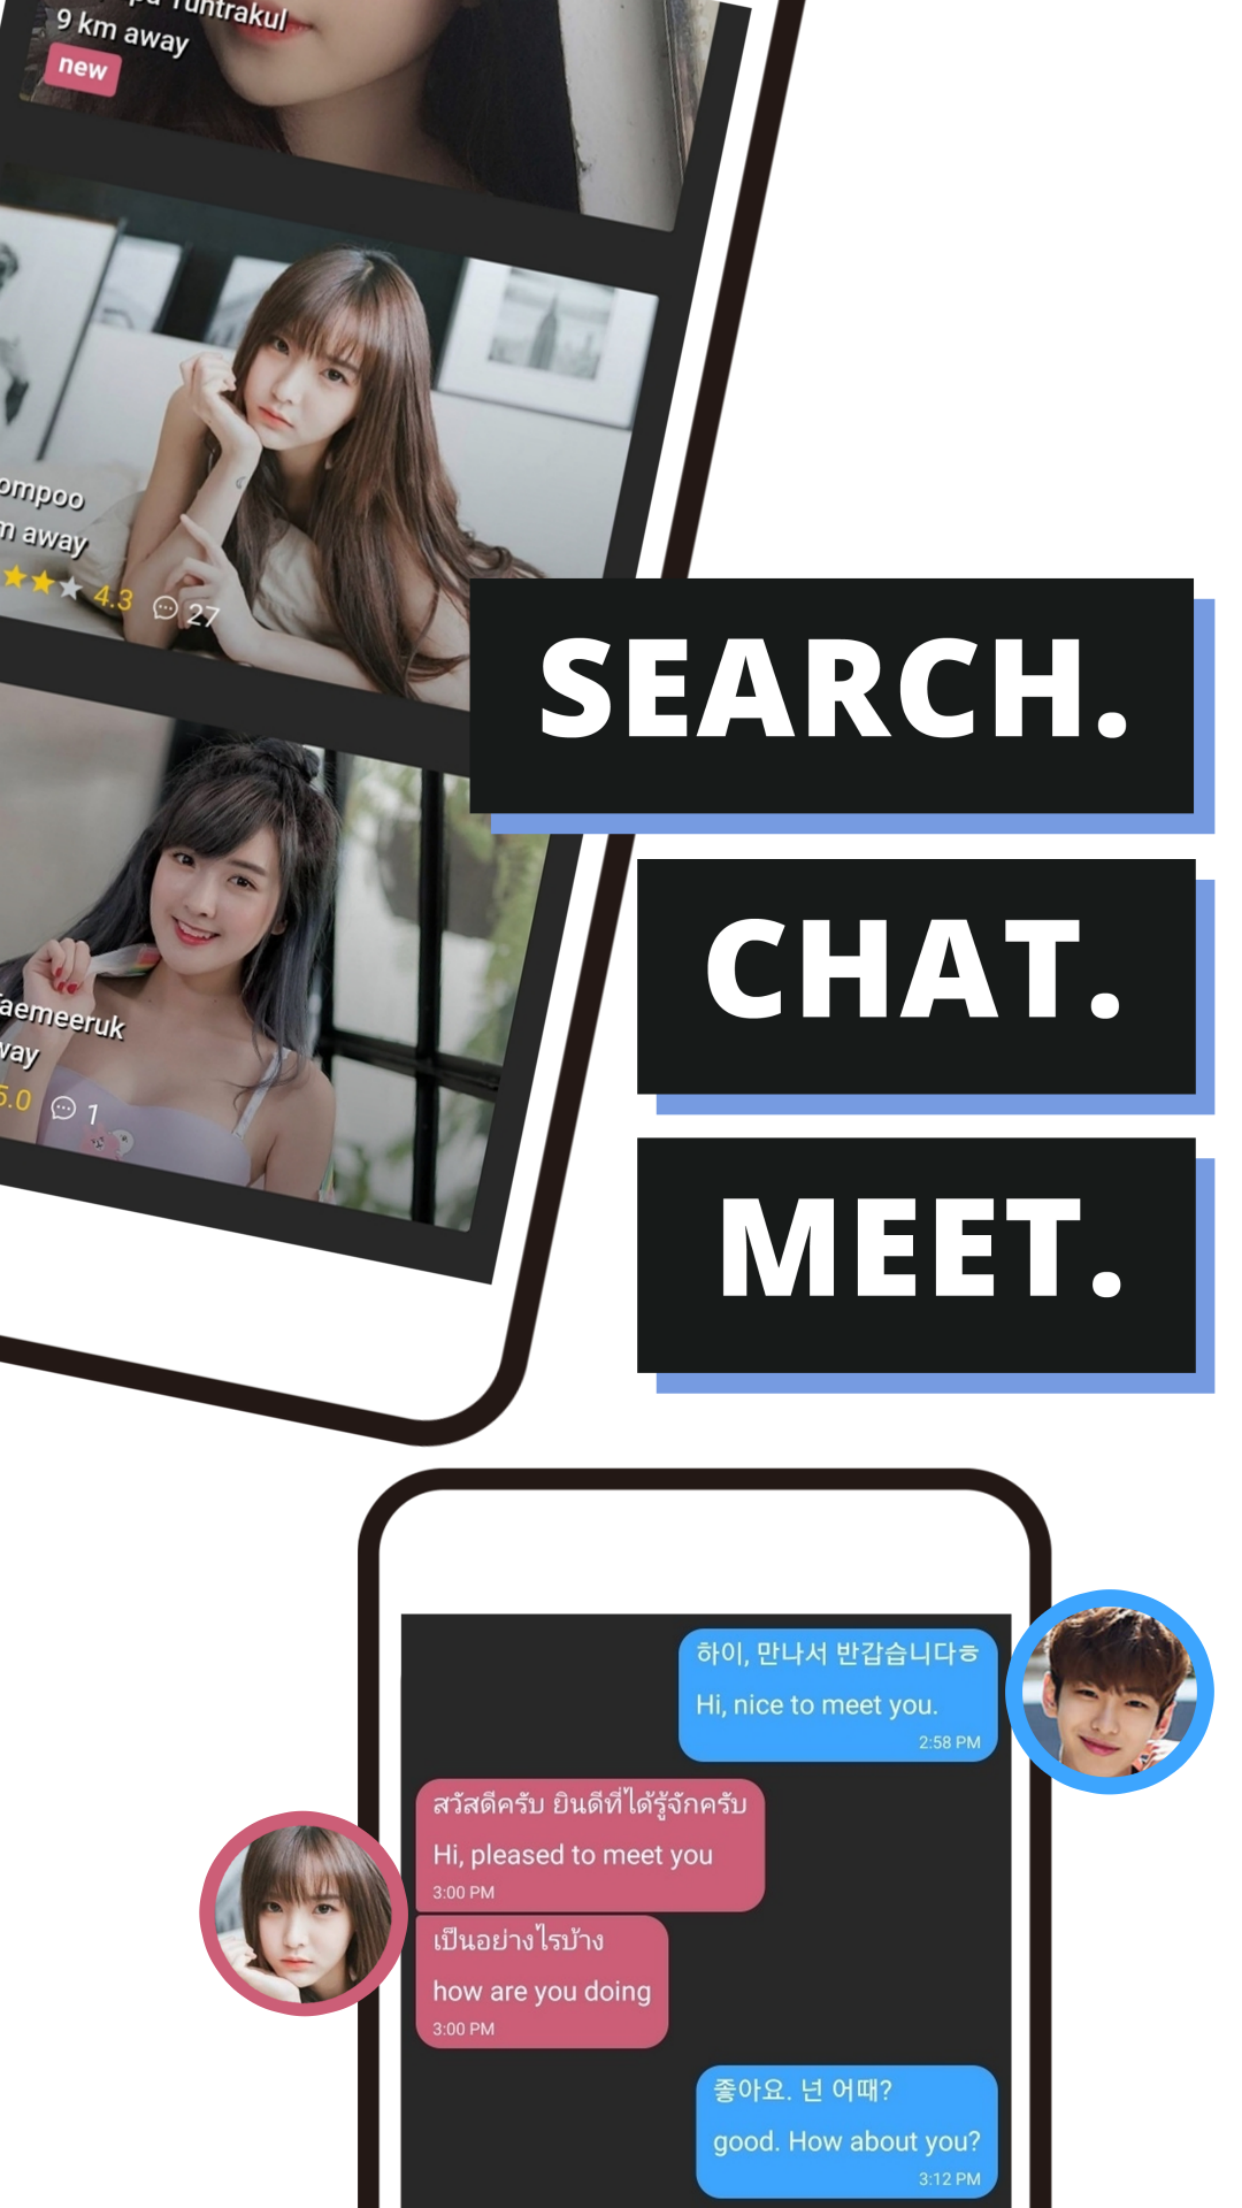 Tuntrakul
9 km away
new
ompoo
m away
4.3 27
aemeeruk
way
5.0 1
SEARCH.
CHAT.
MEET.
하이, 만나서 반갑습니다ㅎ
Hi, nice to meet you.
2:58 PM
สวัสดีครับ ยินดีที่ได้รู้จักครับ
Hi, pleased to meet you
3:00 PM
เป็นอย่างไรบ้าง
how are you doing
3:00 PM
좋아요. 넌 어때?
good. How about you?
3:12 PM